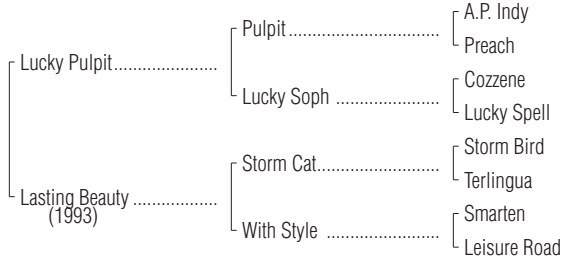 A.P. Indy
Pulpit
Preach
Lucky Pulpit
Cozzene
Lucky Soph
Lucky Spell
Storm Bird
Storm Cat
Terlingua
Lasting Beauty
(1993)
Smarten
With Style
Leisure Road